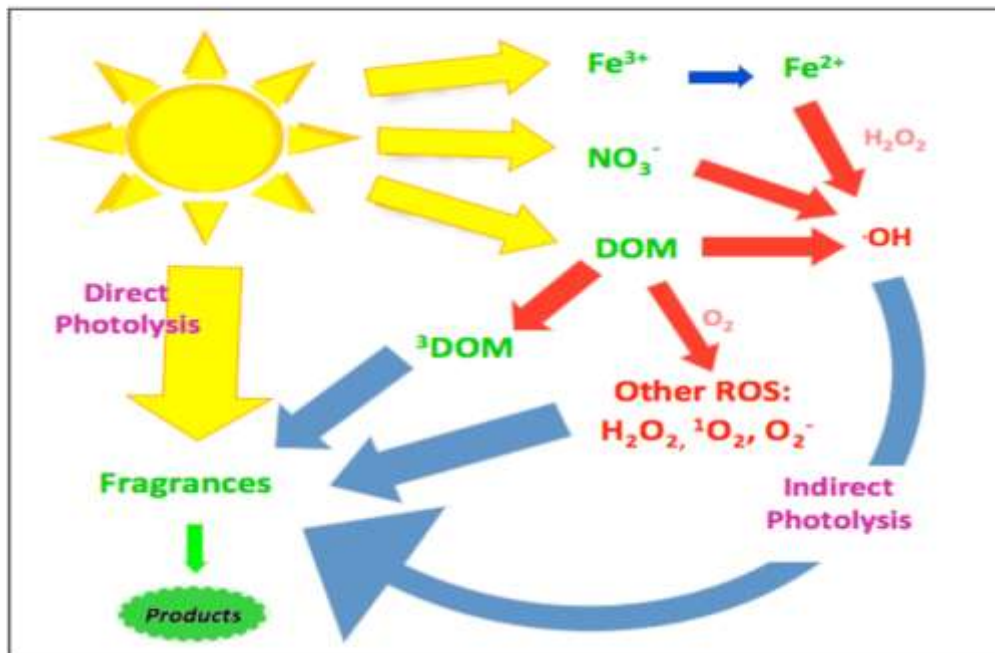 Fe³⁺
Fe²⁺
H₂O₂
NO₃⁻
DOM
·OH
Direct
Photolysis
O₂
³DOM
Other ROS:
H₂O₂, ¹O₂, O₂⁻
Fragrances
Indirect
Photolysis
Products